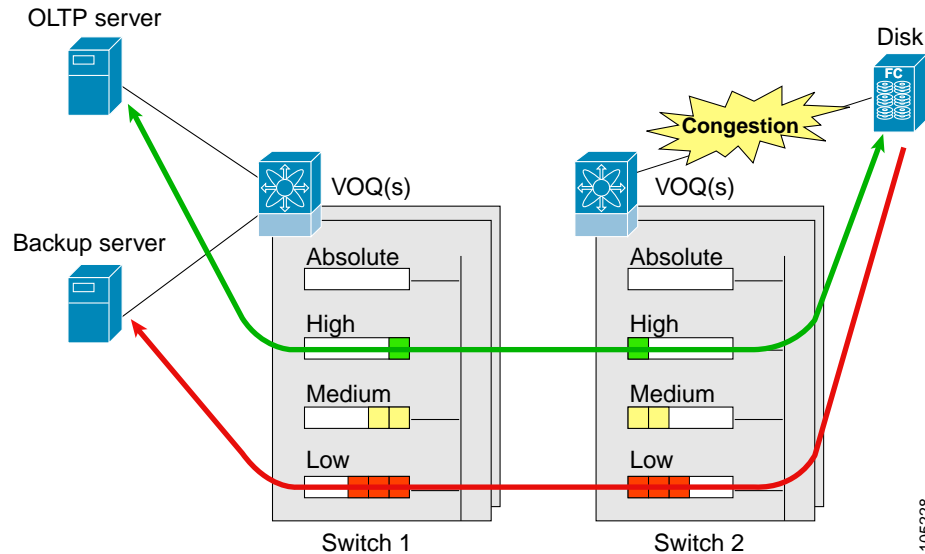 OLTP server
Disk
FC
Congestion
VOQ(s)
VOQ(s)
Backup server
Absolute
Absolute
High
High
Medium
Medium
Low
Low
Switch 1
Switch 2
105228